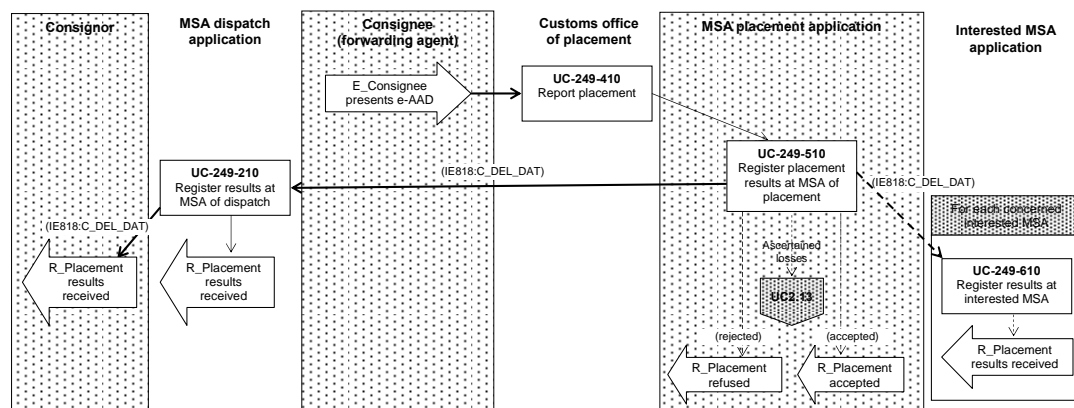 Consignor
MSA dispatch
application
Consignee
(forwarding agent)
Customs office
of placement
MSA placement application
Interested MSA
application
E_Consignee
presents e-AAD
UC-249-410
Report placement
UC-249-510
Register placement
results at MSA of
placement
UC-249-210
Register results at
MSA of dispatch
(IE818:C_DEL_DAT)
(IE818:C_DEL_DAT)
(IE818:C_DEL_DAT)
For each concerned
interested MSA
R_Placement
results
received
R_Placement
results
received
Ascertained
losses
UC2.13
UC-249-610
Register results at
interested MSA
(rejected)
(accepted)
R_Placement
refused
R_Placement
accepted
R_Placement
results received